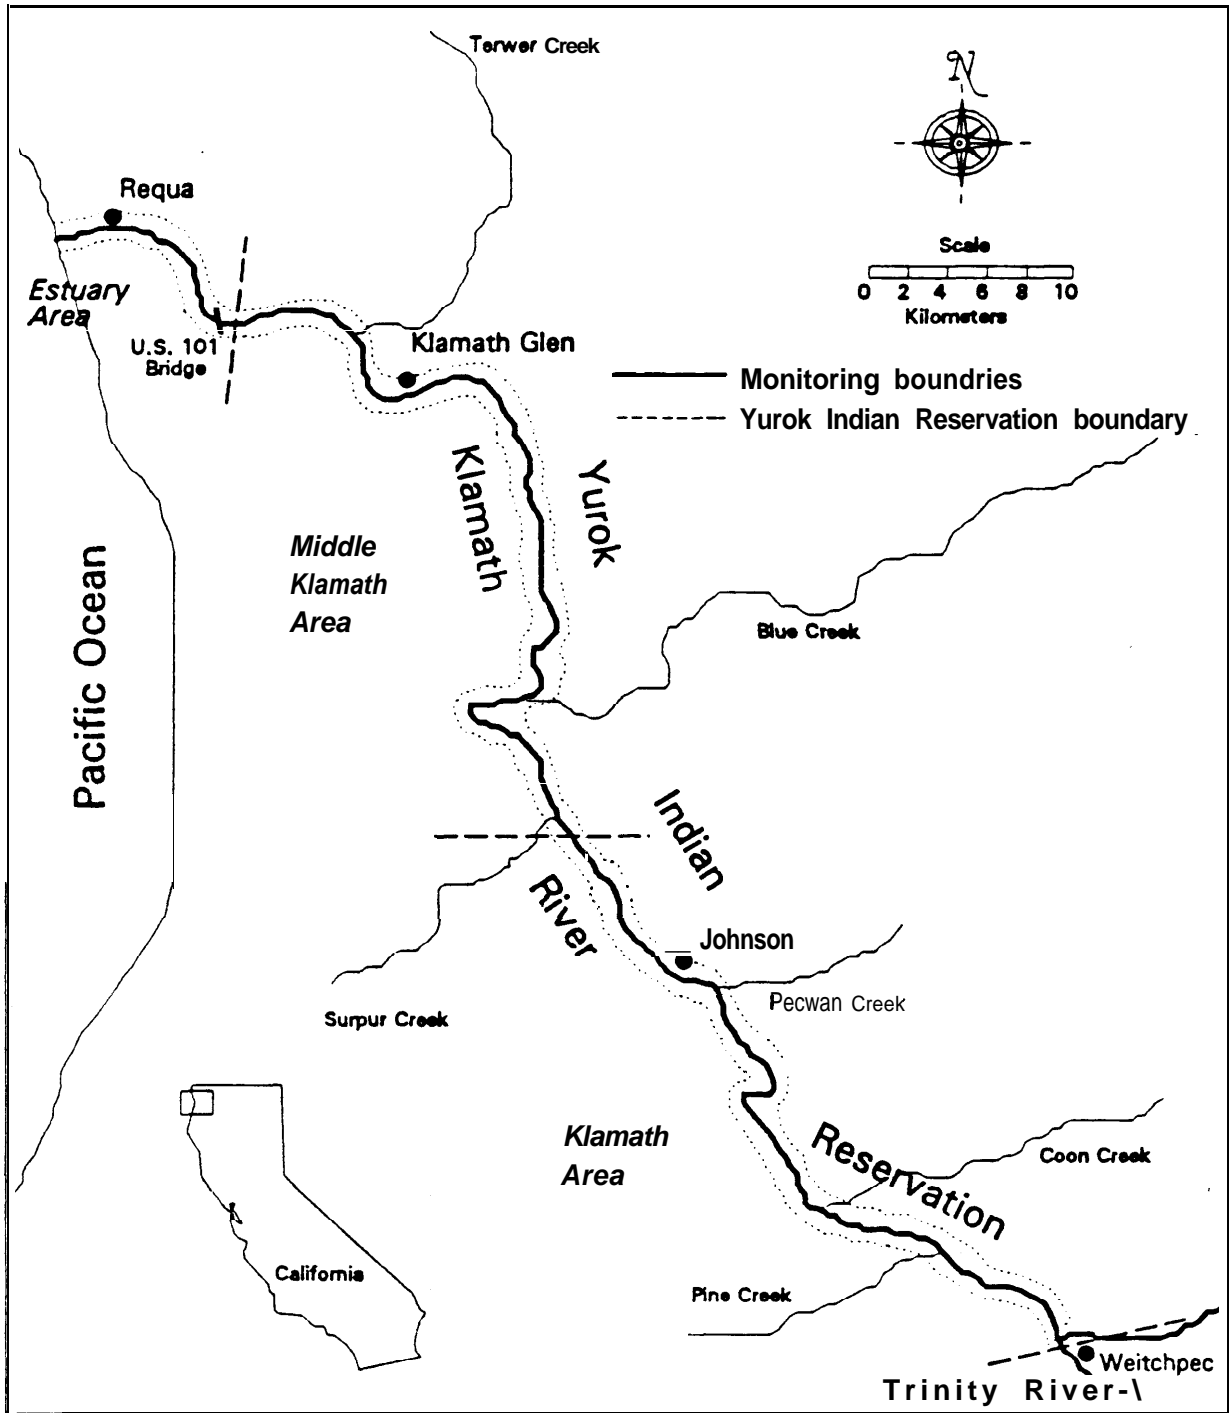 Terwer Creek
N
Requa
Scale
0 2 4 6 8 10
Kilometers
Estuary
Area
U.S. 101
Bridge
Klamath Glen
Monitoring boundries
Yurok Indian Reservation boundary
Klamath
Yurok
Middle
Klamath
Area
Pacific Ocean
Blue Creek
Indian
River
Johnson
Pecwan Creek
Surpur Creek
Klamath
Area
Reservation
Coon Creek
California
Pine Creek
Weitchpec
Trinity River-\